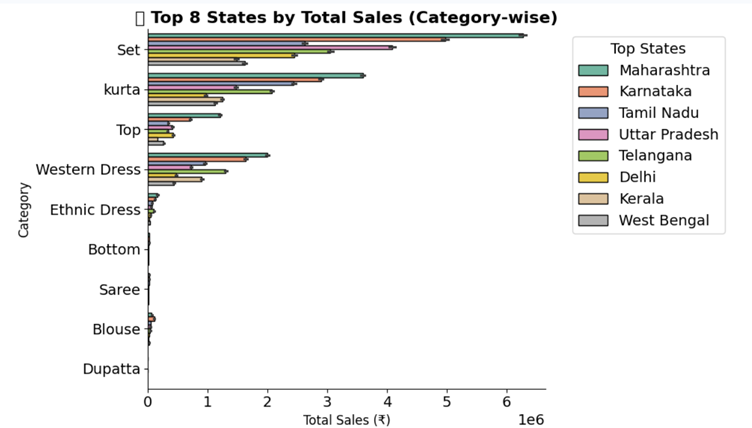 Top 8 States by Total Sales (Category-wise)
Category
Set
kurta
Top
Western Dress
Ethnic Dress
Bottom
Saree
Blouse
Dupatta
0 1 2 3 4 5 6
1e6
Total Sales (₹)
Top States
Maharashtra
Karnataka
Tamil Nadu
Uttar Pradesh
Telangana
Delhi
Kerala
West Bengal